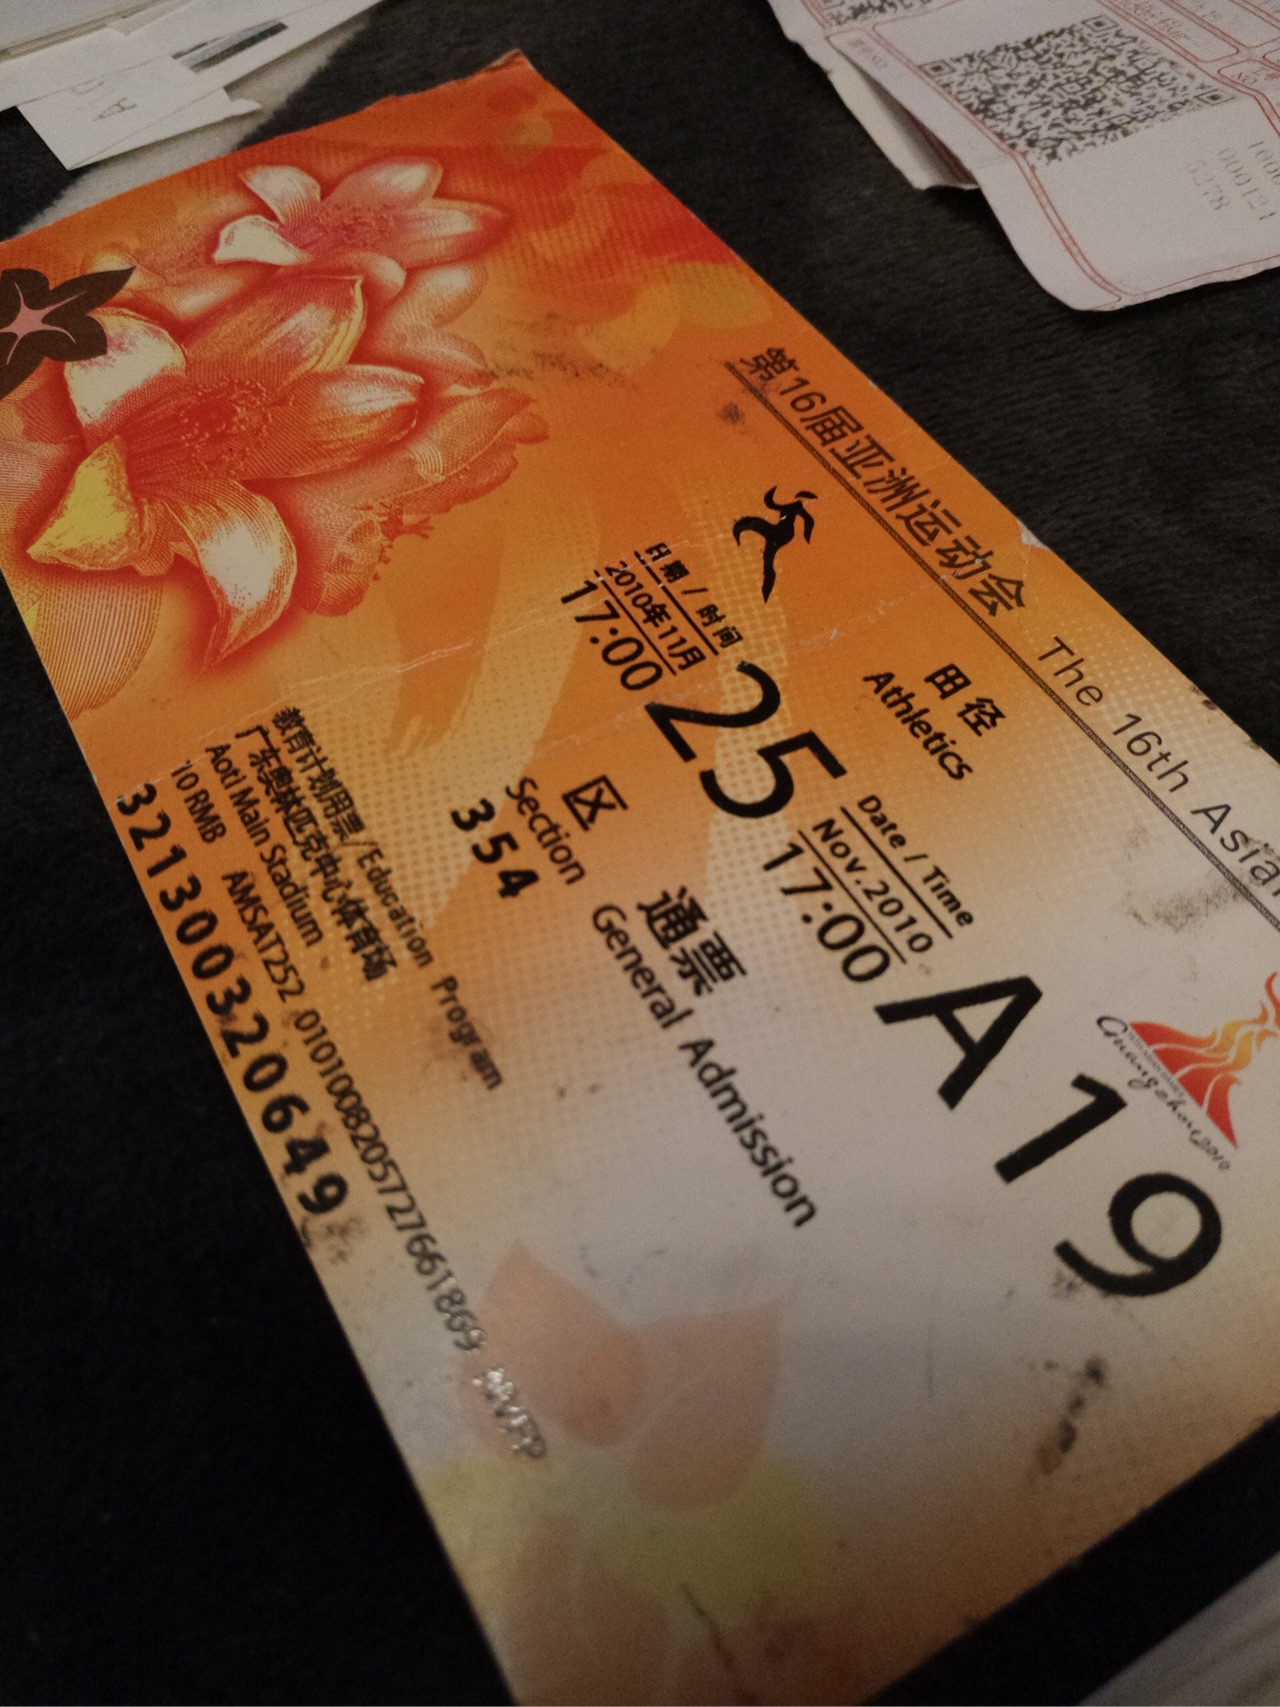 第16届亚洲运动会 The 16th Asian
田径
Athletics
日期 / 时间
2010年11月
17:00
25
Date / Time
Nov.2010
17:00
A19
Guangzhou2010
区
Section
354
通票
General Admission
教育计划用票/Education Program
广东奥林匹克中心体育场
Aoti Main Stadium
10 RMB AMSAT252
321300320649
000121
5278